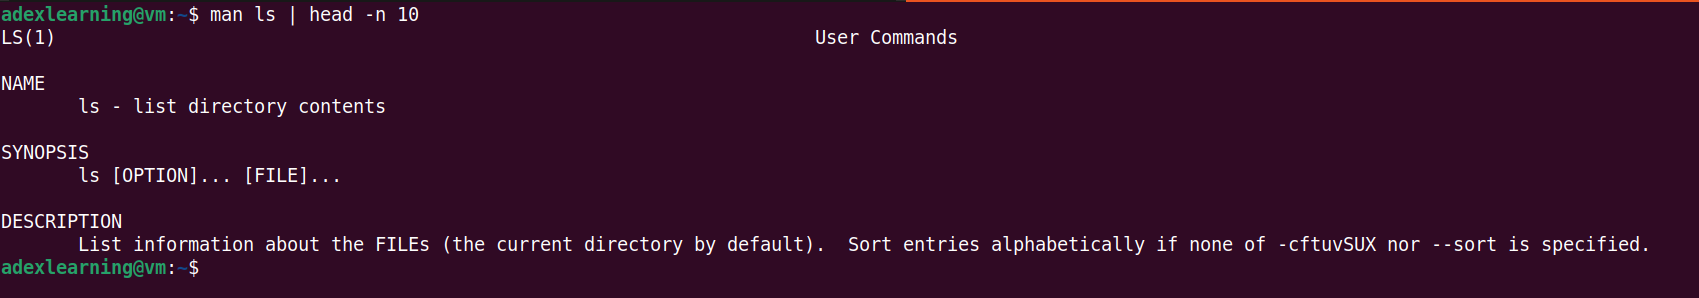 adexlearning@vm:~$ man ls | head -n 10
LS(1) User Commands
NAME
ls - list directory contents
SYNOPSIS
ls [OPTION]... [FILE]...
DESCRIPTION
List information about the FILEs (the current directory by default).  Sort entries alphabetically if none of -cftuvSUX nor --sort is specified.
adexlearning@vm:~$